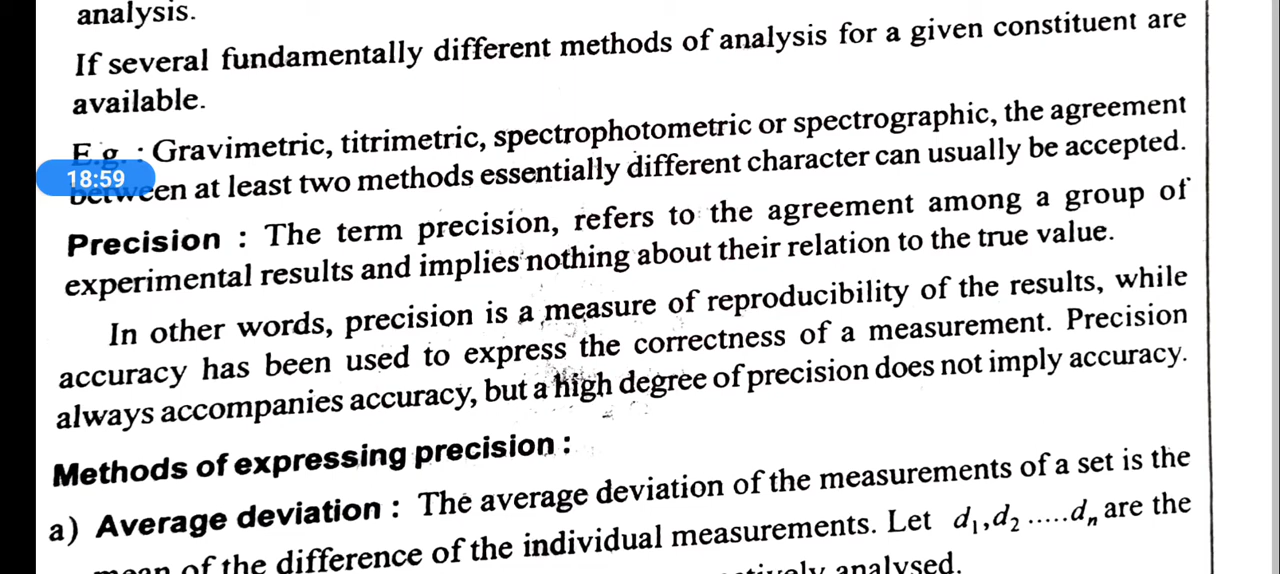 analysis.
If several fundamentally different methods of analysis for a given constituent are
available.
E.g. : Gravimetric, titrimetric, spectrophotometric or spectrographic, the agreement
18:59
between at least two methods essentially different character can usually be accepted.
Precision : The term precision, refers to the agreement among a group of
experimental results and implies nothing about their relation to the true value.
In other words, precision is a measure of reproducibility of the results, while
accuracy has been used to express the correctness of a measurement. Precision
always accompanies accuracy, but a high degree of precision does not imply accuracy.
Methods of expressing precision :
a) Average deviation : The average deviation of the measurements of a set is the
mean of the difference of the individual measurements. Let d₁,d₂ .....dₙ are the
analysed.